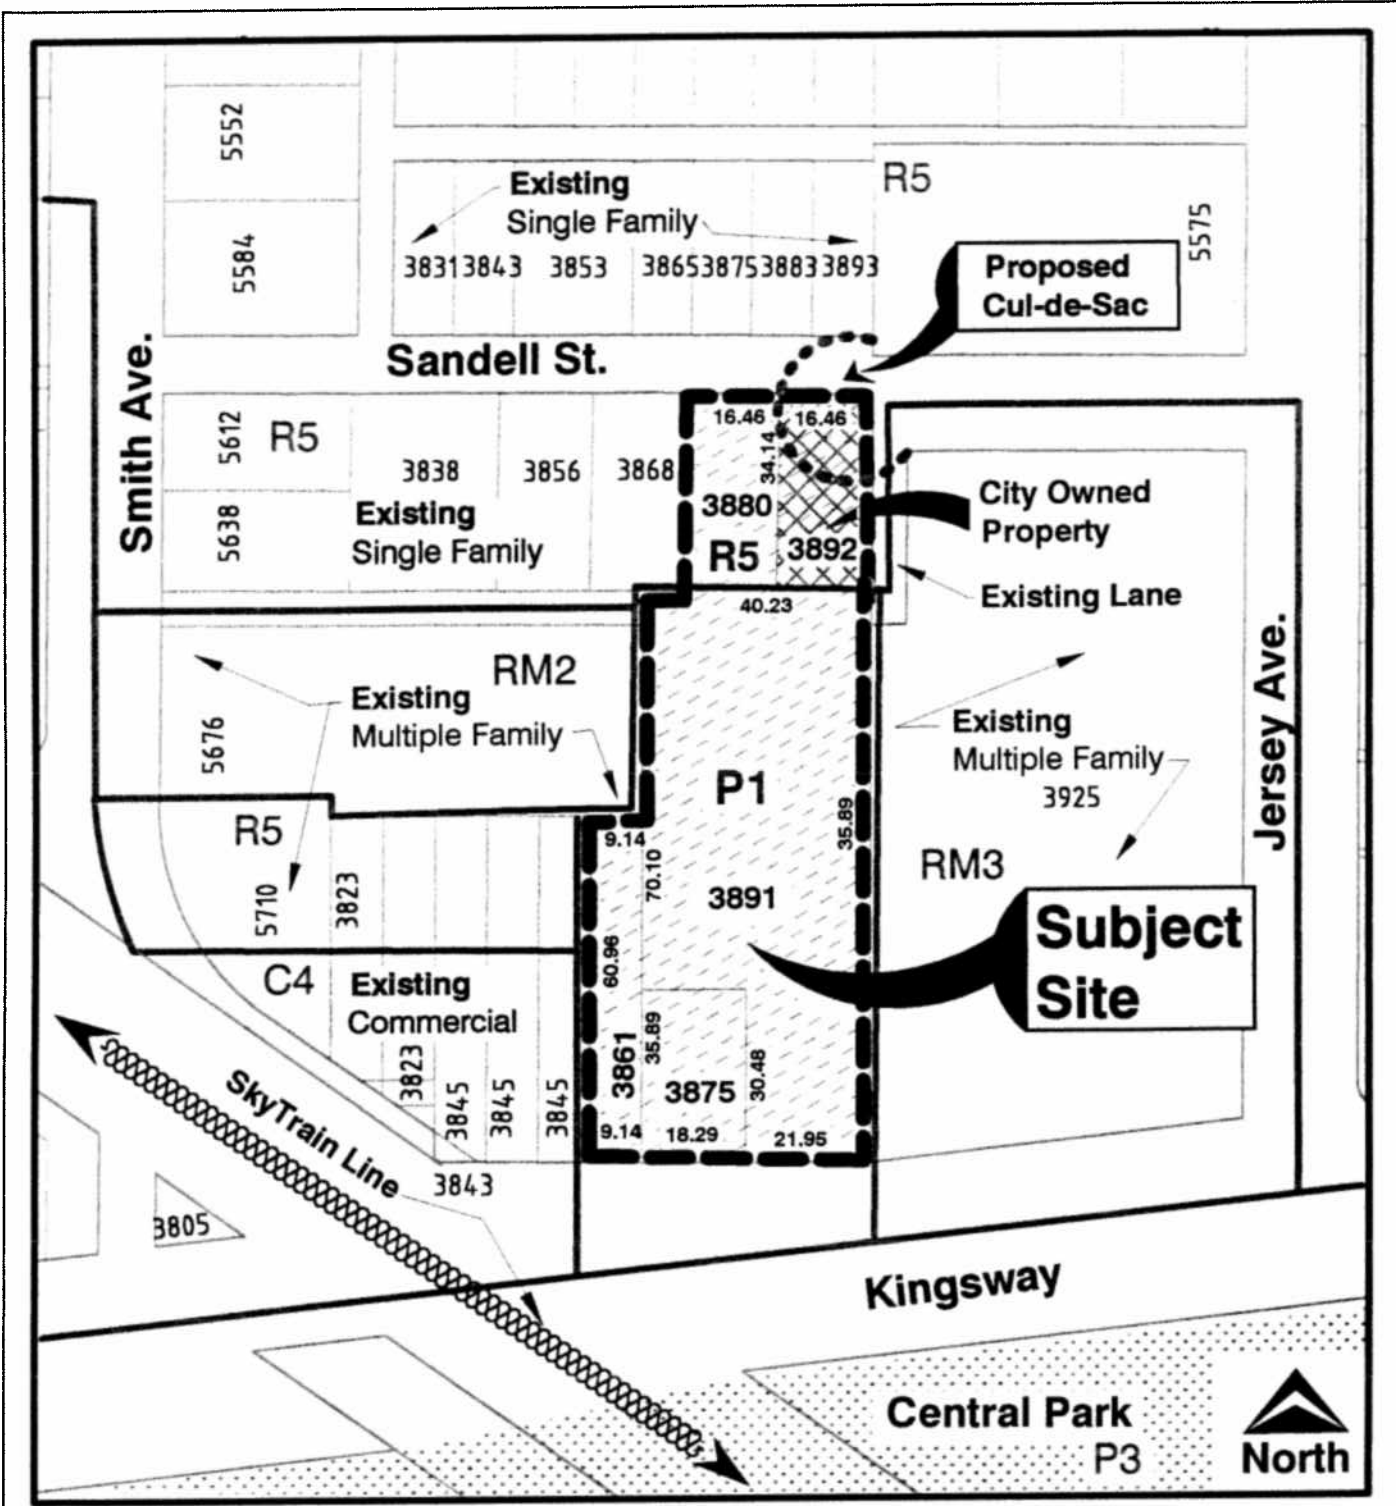 5552
Existing
Single Family
R5
5584
3831 3843 3853 3865 3875 3883 3893
5575
Proposed
Cul-de-Sac
Smith Ave.
Sandell St.
5612
R5
3838 3856 3868
16.46 16.46
34.14
3880
R5
3892
City Owned
Property
5638
Existing
Single Family
Existing Lane
40.23
RM2
Existing
Multiple Family
5676
P1
Existing
Multiple Family
3925
Jersey Ave.
R5
9.14
35.89
70.10
RM3
5710
3823
3891
Subject
Site
C4
Existing
Commercial
60.96
35.89
3861
3875
30.48
3823
3845
3845
3845
9.14 18.29 21.95
SkyTrain Line
3843
3805
Kingsway
Central Park
P3
North